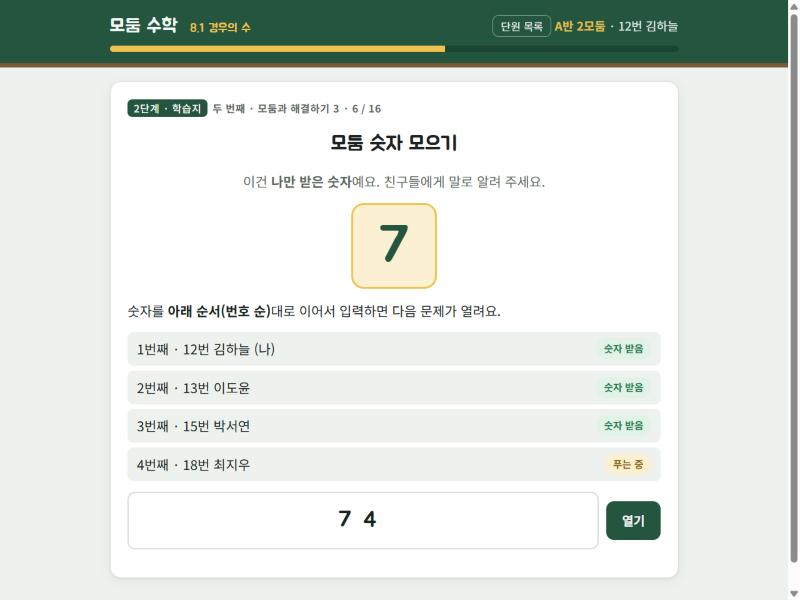 모둠 수학 8.1 경우의 수 단원 목록 A반 2모둠 · 12번 김하늘
2단계 · 학습지 두 번째 · 모둠과 해결하기 3 · 6 / 16
모둠 숫자 모으기
이건 나만 받은 숫자예요. 친구들에게 말로 알려 주세요.
7
숫자를 아래 순서(번호 순)대로 이어서 입력하면 다음 문제가 열려요.
1번째 · 12번 김하늘 (나) 숫자 받음
2번째 · 13번 이도윤 숫자 받음
3번째 · 15번 박서연 숫자 받음
4번째 · 18번 최지우 푸는 중
7 4 열기